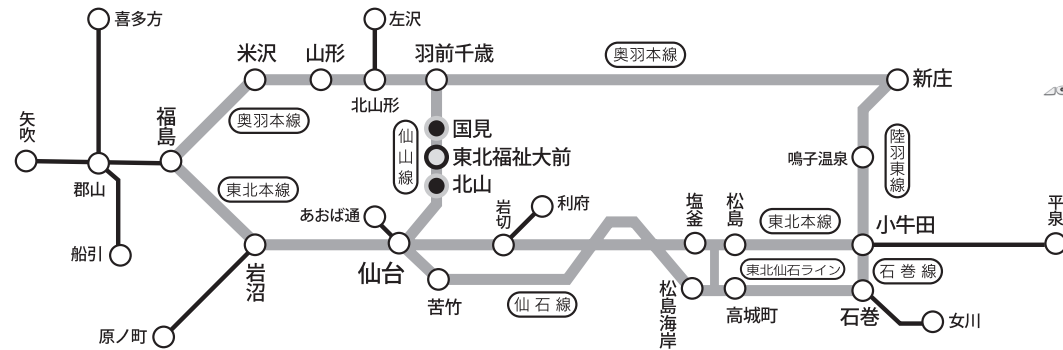 喜多方
左沢
米沢
山形
羽前千歳
奥羽本線
新庄
北山形
矢吹
福島
奥羽本線
仙山線
国見
東北福祉大前
北山
陸羽東線
鳴子温泉
郡山
東北本線
あおば通
岩切
利府
塩釜
松島
東北本線
小牛田
平泉
船引
岩沼
仙台
苦竹
仙石線
松島海岸
東北仙石ライン
高城町
石巻線
石巻
女川
原ノ町